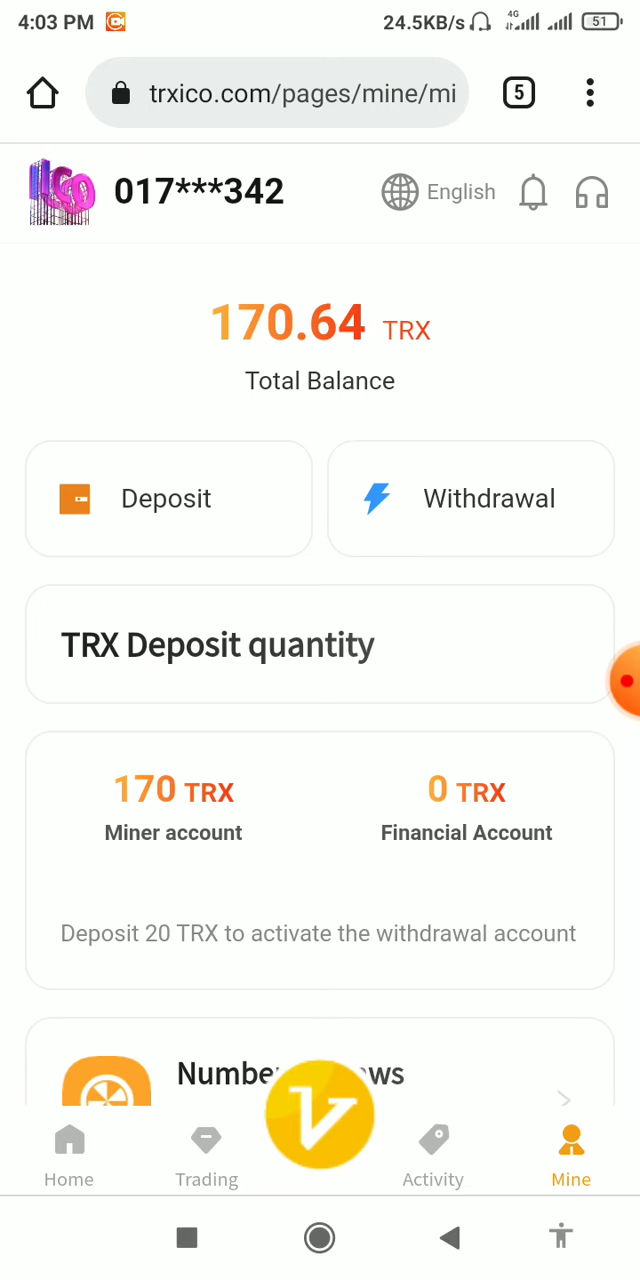 4:03 PM 24.5KB/s 4G 51
trxico.com/pages/mine/mi 5
017***342 English
170.64 TRX
Total Balance
Deposit Withdrawal
TRX Deposit quantity
170 TRX 0 TRX
Miner account Financial Account
Deposit 20 TRX to activate the withdrawal account
Home Trading Activity Mine